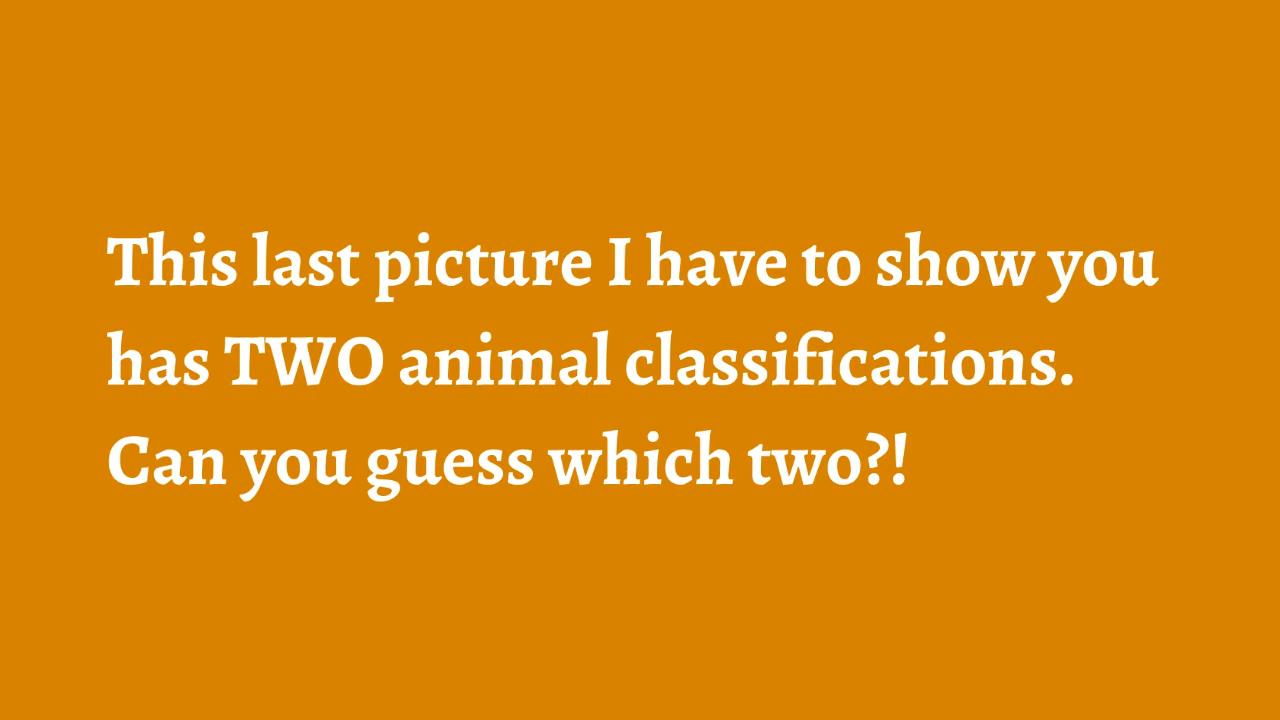 This last picture I have to show you
has TWO animal classifications.
Can you guess which two?!